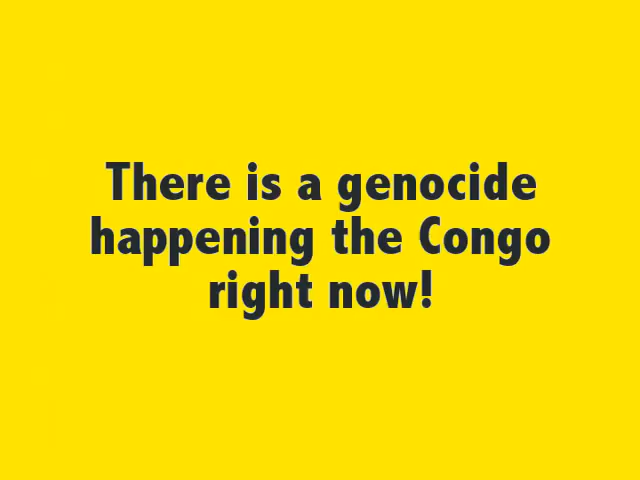 There is a genocide
happening the Congo
right now!